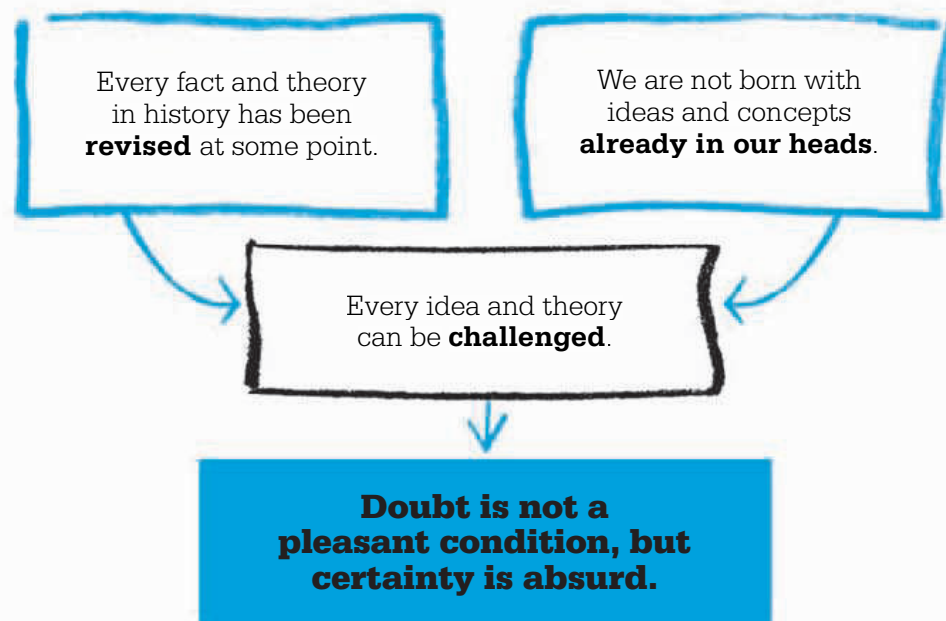 Every fact and theory
in history has been
revised at some point.
We are not born with
ideas and concepts
already in our heads.
Every idea and theory
can be challenged.
Doubt is not a
pleasant condition, but
certainty is absurd.